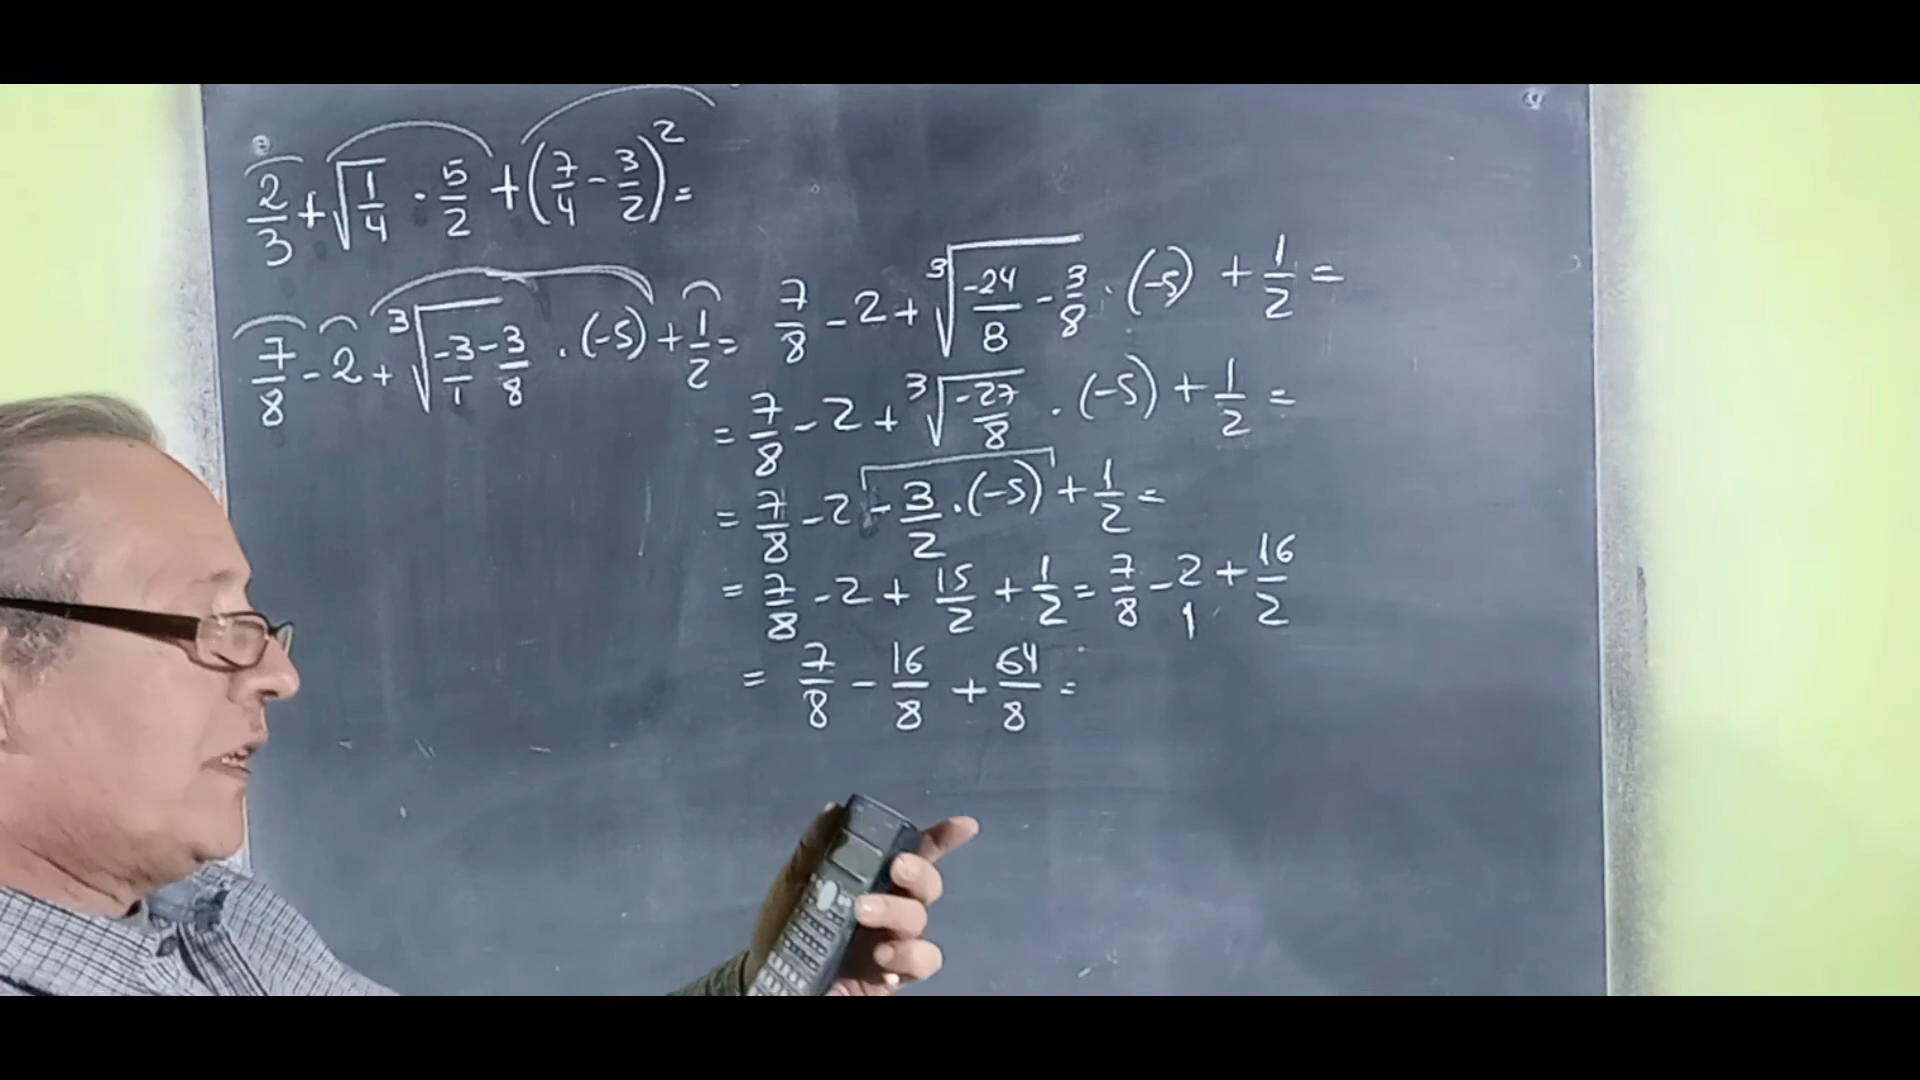 2/3 + √(1/4) · 5/2 + (7/4 - 3/2)² =
7/8 - 2 + ∛(-3/1 - 3/8) · (-5) + 1/2 = 7/8 - 2 + ∛(-24/8 - 3/8) · (-5) + 1/2 =
= 7/8 - 2 + ∛(-27/8) · (-5) + 1/2 =
= 7/8 - 2 - 3/2 · (-5) + 1/2 =
= 7/8 - 2 + 15/2 + 1/2 = 7/8 - 2/1 + 16/2
= 7/8 - 16/8 + 64/8 =